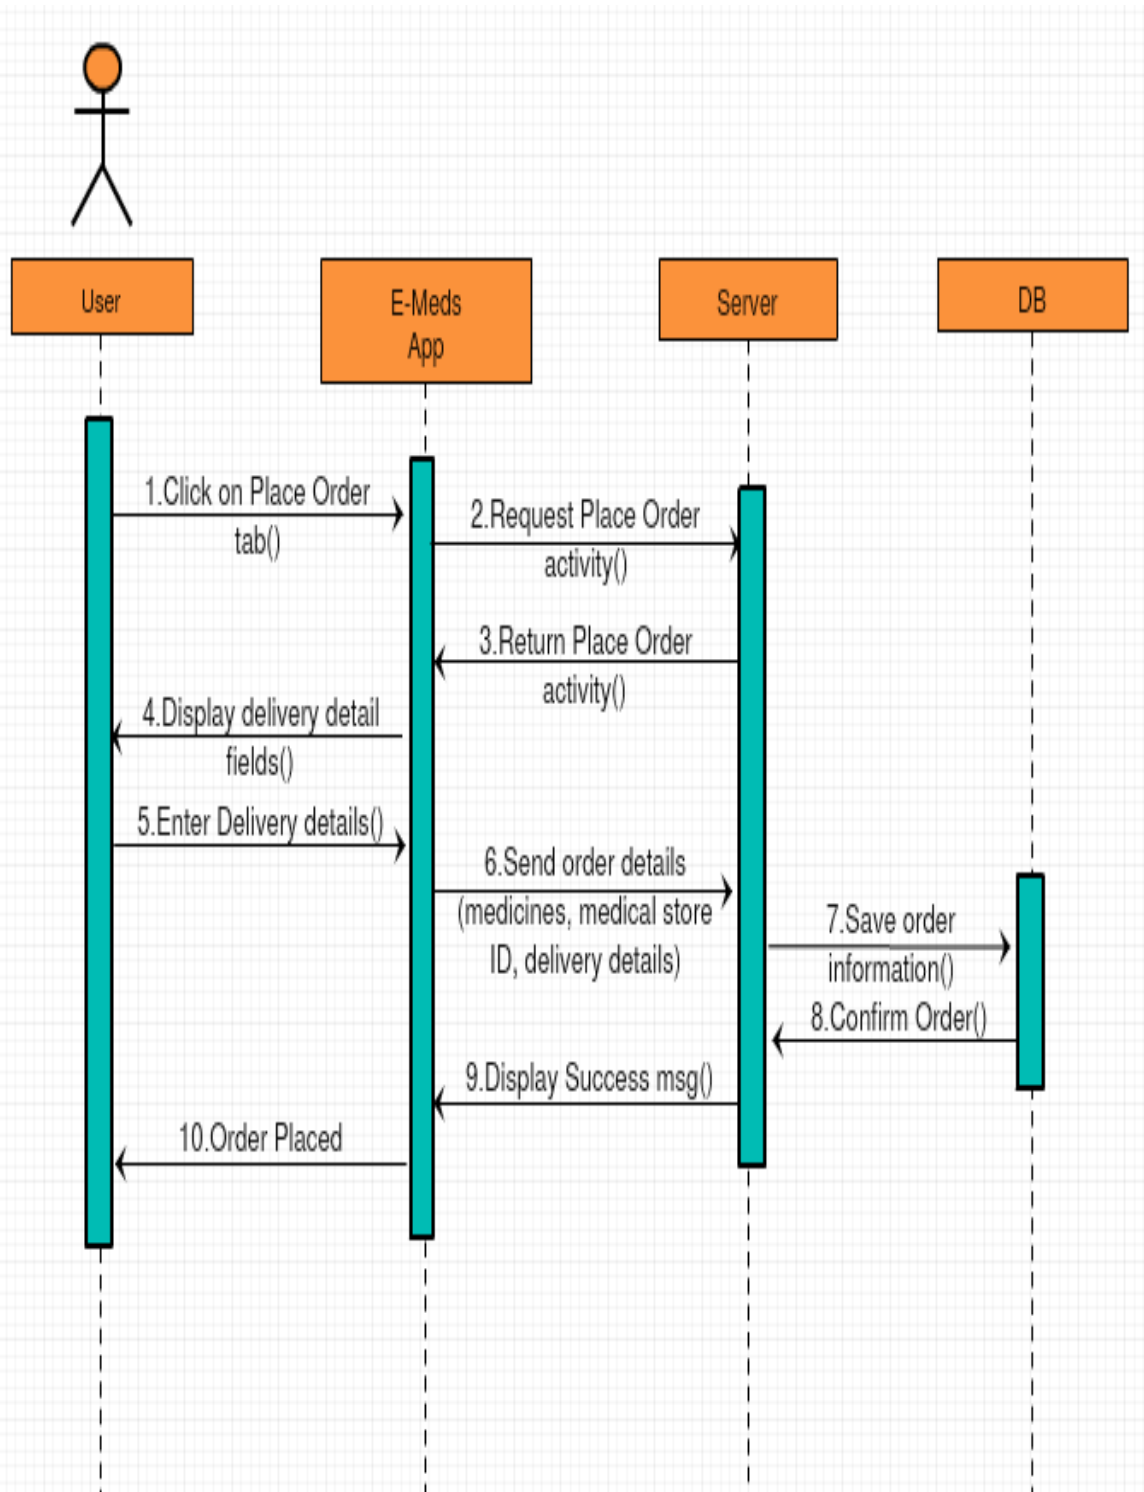 User
E-Meds
App
Server
DB
1.Click on Place Order
tab()
2.Request Place Order
activity()
3.Return Place Order
activity()
4.Display delivery detail
fields()
5.Enter Delivery details()
6.Send order details
(medicines, medical store
ID, delivery details)
7.Save order
information()
8.Confirm Order()
9.Display Success msg()
10.Order Placed